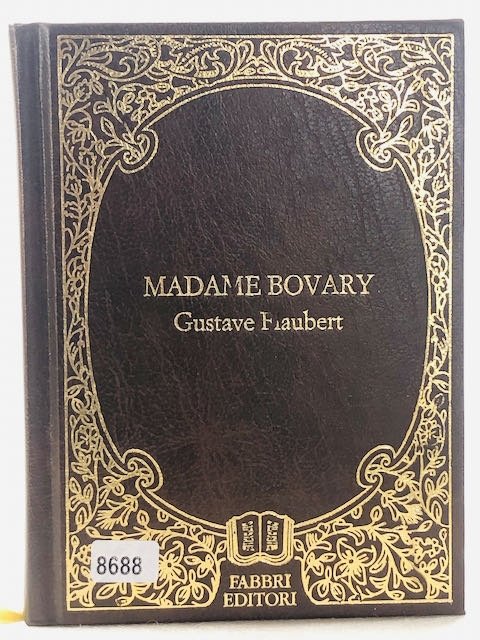 MADAME BOVARY
Gustave Flaubert
8688
FABBRI
EDITORI